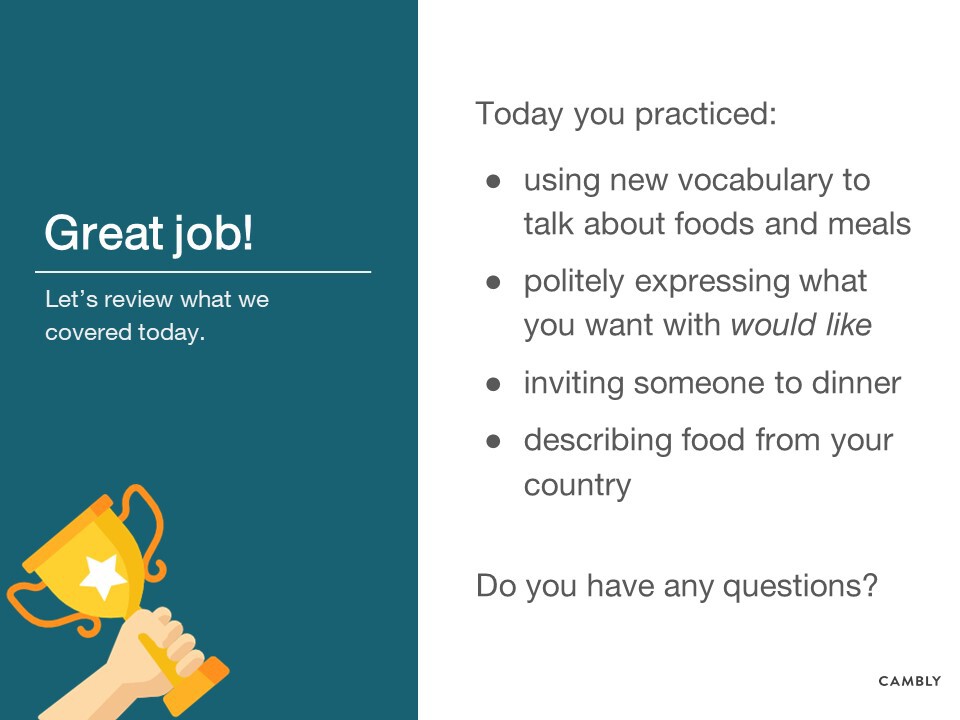 Great job!
Let's review what we
covered today.
Today you practiced:
● using new vocabulary to
talk about foods and meals
● politely expressing what
you want with would like
● inviting someone to dinner
● describing food from your
country
Do you have any questions?
CAMBLY